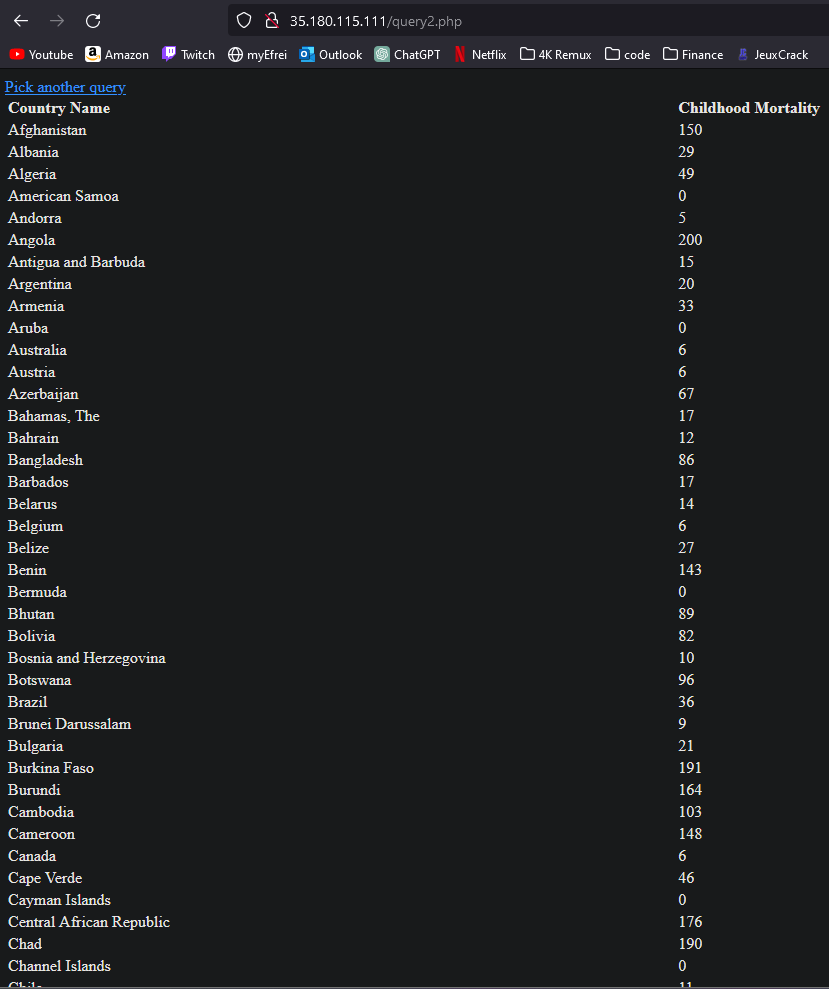 35.180.115.111/query2.php
Youtube Amazon Twitch myEfrei Outlook ChatGPT Netflix 4K Remux code Finance JeuxCrack
Pick another query
Country Name Childhood Mortality
Afghanistan 150
Albania 29
Algeria 49
American Samoa 0
Andorra 5
Angola 200
Antigua and Barbuda 15
Argentina 20
Armenia 33
Aruba 0
Australia 6
Austria 6
Azerbaijan 67
Bahamas, The 17
Bahrain 12
Bangladesh 86
Barbados 17
Belarus 14
Belgium 6
Belize 27
Benin 143
Bermuda 0
Bhutan 89
Bolivia 82
Bosnia and Herzegovina 10
Botswana 96
Brazil 36
Brunei Darussalam 9
Bulgaria 21
Burkina Faso 191
Burundi 164
Cambodia 103
Cameroon 148
Canada 6
Cape Verde 46
Cayman Islands 0
Central African Republic 176
Chad 190
Channel Islands 0